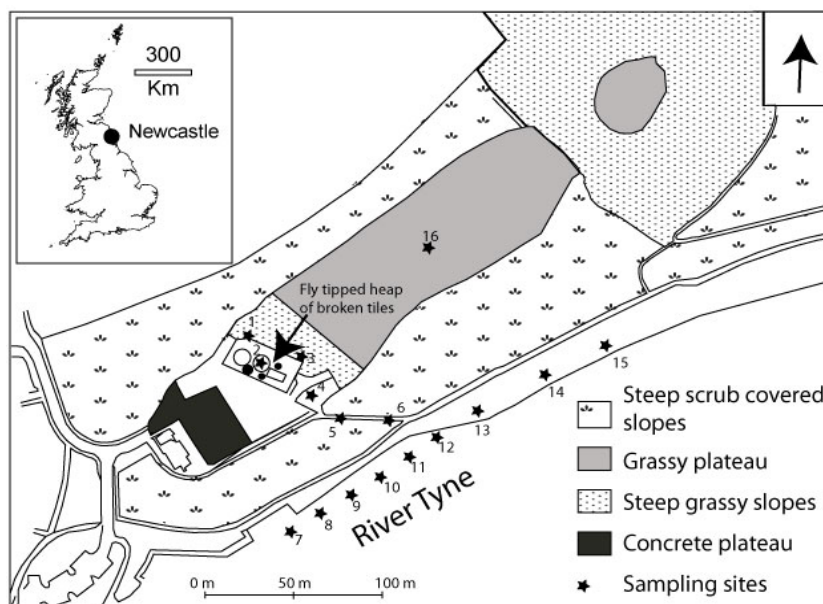 300
Km
Newcastle
16
Fly tipped heap
of broken tiles
1
2
3
4
5
6
7
8
9
10
11
12
13
14
15
River Tyne
Steep scrub covered
slopes
Grassy plateau
Steep grassy slopes
Concrete plateau
Sampling sites
0 m
50 m
100 m